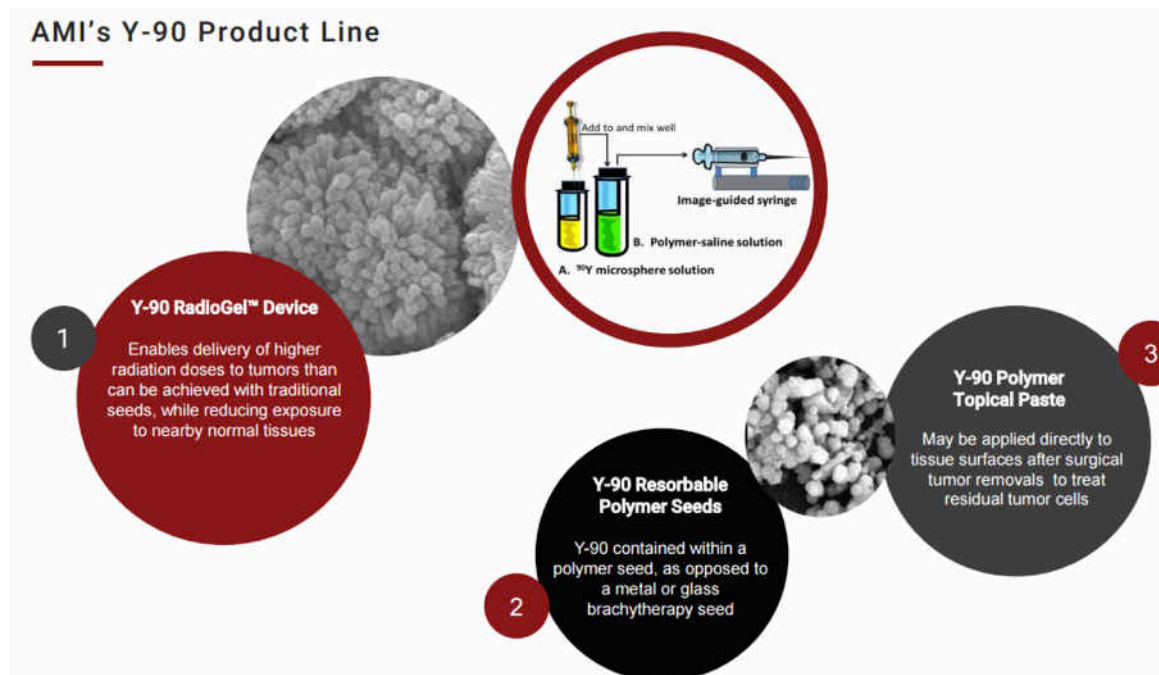 AMI's Y-90 Product Line
Add to and mix well
Image-guided syringe
B. Polymer-saline solution
A. ⁹⁰Y microsphere solution
1
Y-90 RadioGel™ Device
Enables delivery of higher
radiation doses to tumors than
can be achieved with traditional
seeds, while reducing exposure
to nearby normal tissues
2
Y-90 Resorbable
Polymer Seeds
Y-90 contained within a
polymer seed, as opposed to
a metal or glass
brachytherapy seed
3
Y-90 Polymer
Topical Paste
May be applied directly to
tissue surfaces after surgical
tumor removals to treat
residual tumor cells